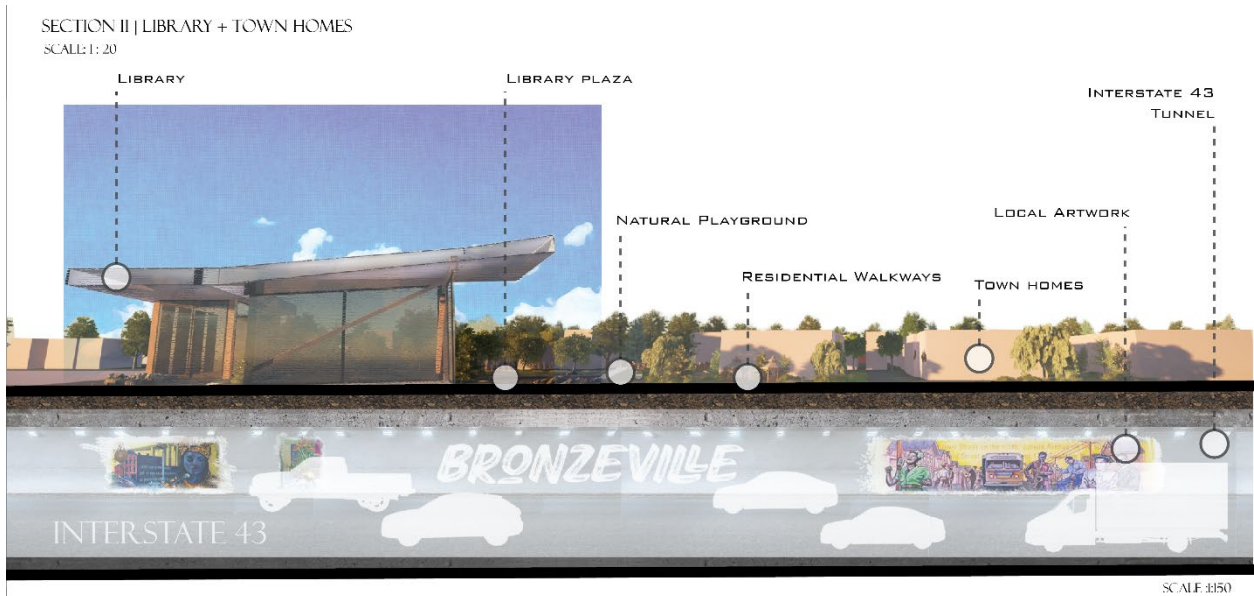 SECTION II | LIBRARY + TOWN HOMES
SCALE: 1 : 20
LIBRARY
LIBRARY PLAZA
INTERSTATE 43
TUNNEL
NATURAL PLAYGROUND
LOCAL ARTWORK
RESIDENTIAL WALKWAYS
TOWN HOMES
BRONZEVILLE
INTERSTATE 43
SCALE 1:150